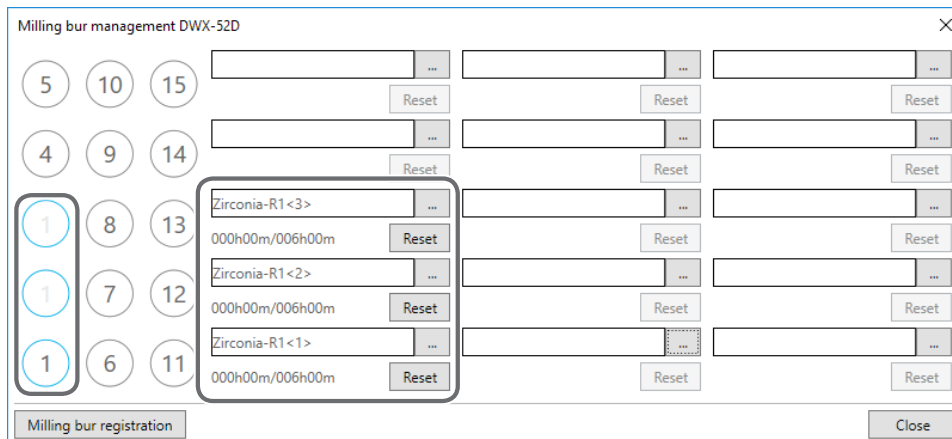 Milling bur management DWX-52D
5 10 15 ... ... ...
Reset Reset Reset
4 9 14 ... ... ...
Reset Reset Reset
1 8 13 Zirconia-R1<3> ... ... ...
000h00m/006h00m Reset Reset Reset
1 7 12 Zirconia-R1<2> ... ... ...
000h00m/006h00m Reset Reset Reset
1 6 11 Zirconia-R1<1> ... ... ...
000h00m/006h00m Reset Reset Reset
Milling bur registration Close